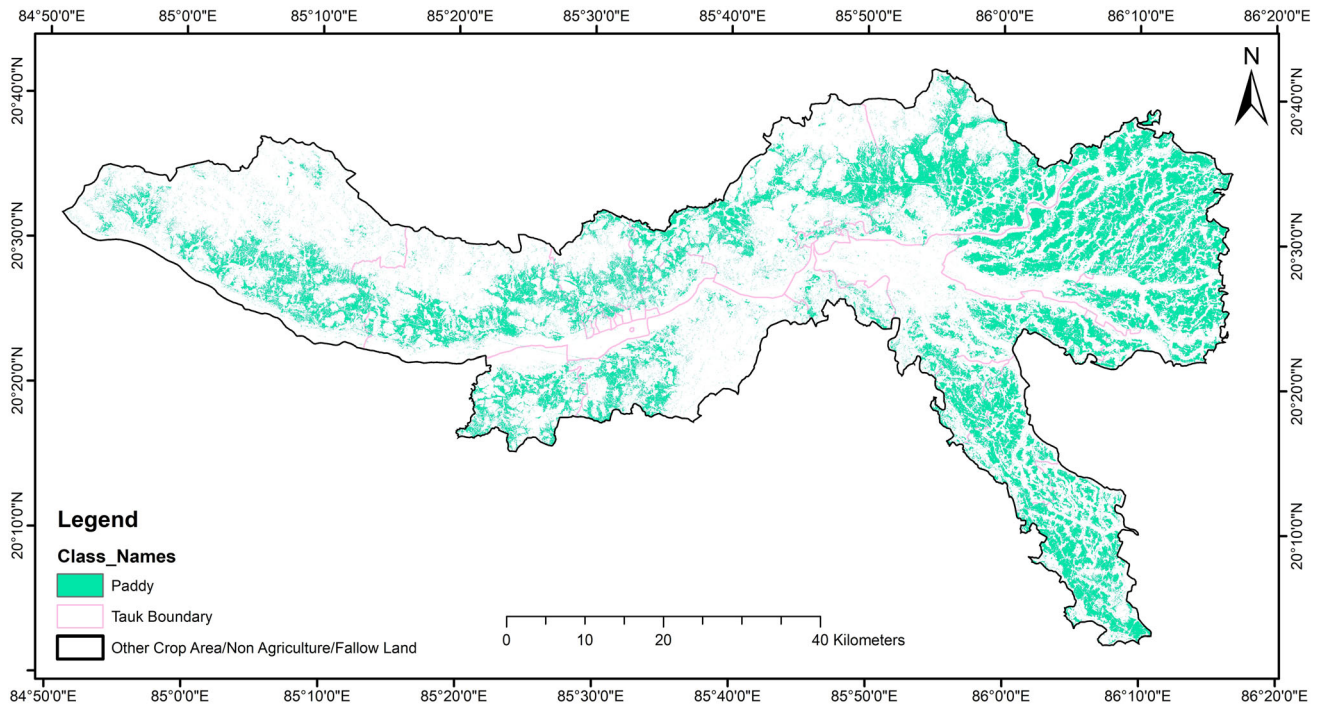 84°50'0"E 85°0'0"E 85°10'0"E 85°20'0"E 85°30'0"E 85°40'0"E 85°50'0"E 86°0'0"E 86°10'0"E 86°20'0"E
N
20°40'0"N 20°40'0"N
20°30'0"N 20°30'0"N
20°20'0"N 20°20'0"N
20°10'0"N 20°10'0"N
Legend
Class_Names
Paddy
Tauk Boundary
Other Crop Area/Non Agriculture/Fallow Land
0 10 20 40 Kilometers
84°50'0"E 85°0'0"E 85°10'0"E 85°20'0"E 85°30'0"E 85°40'0"E 85°50'0"E 86°0'0"E 86°10'0"E 86°20'0"E